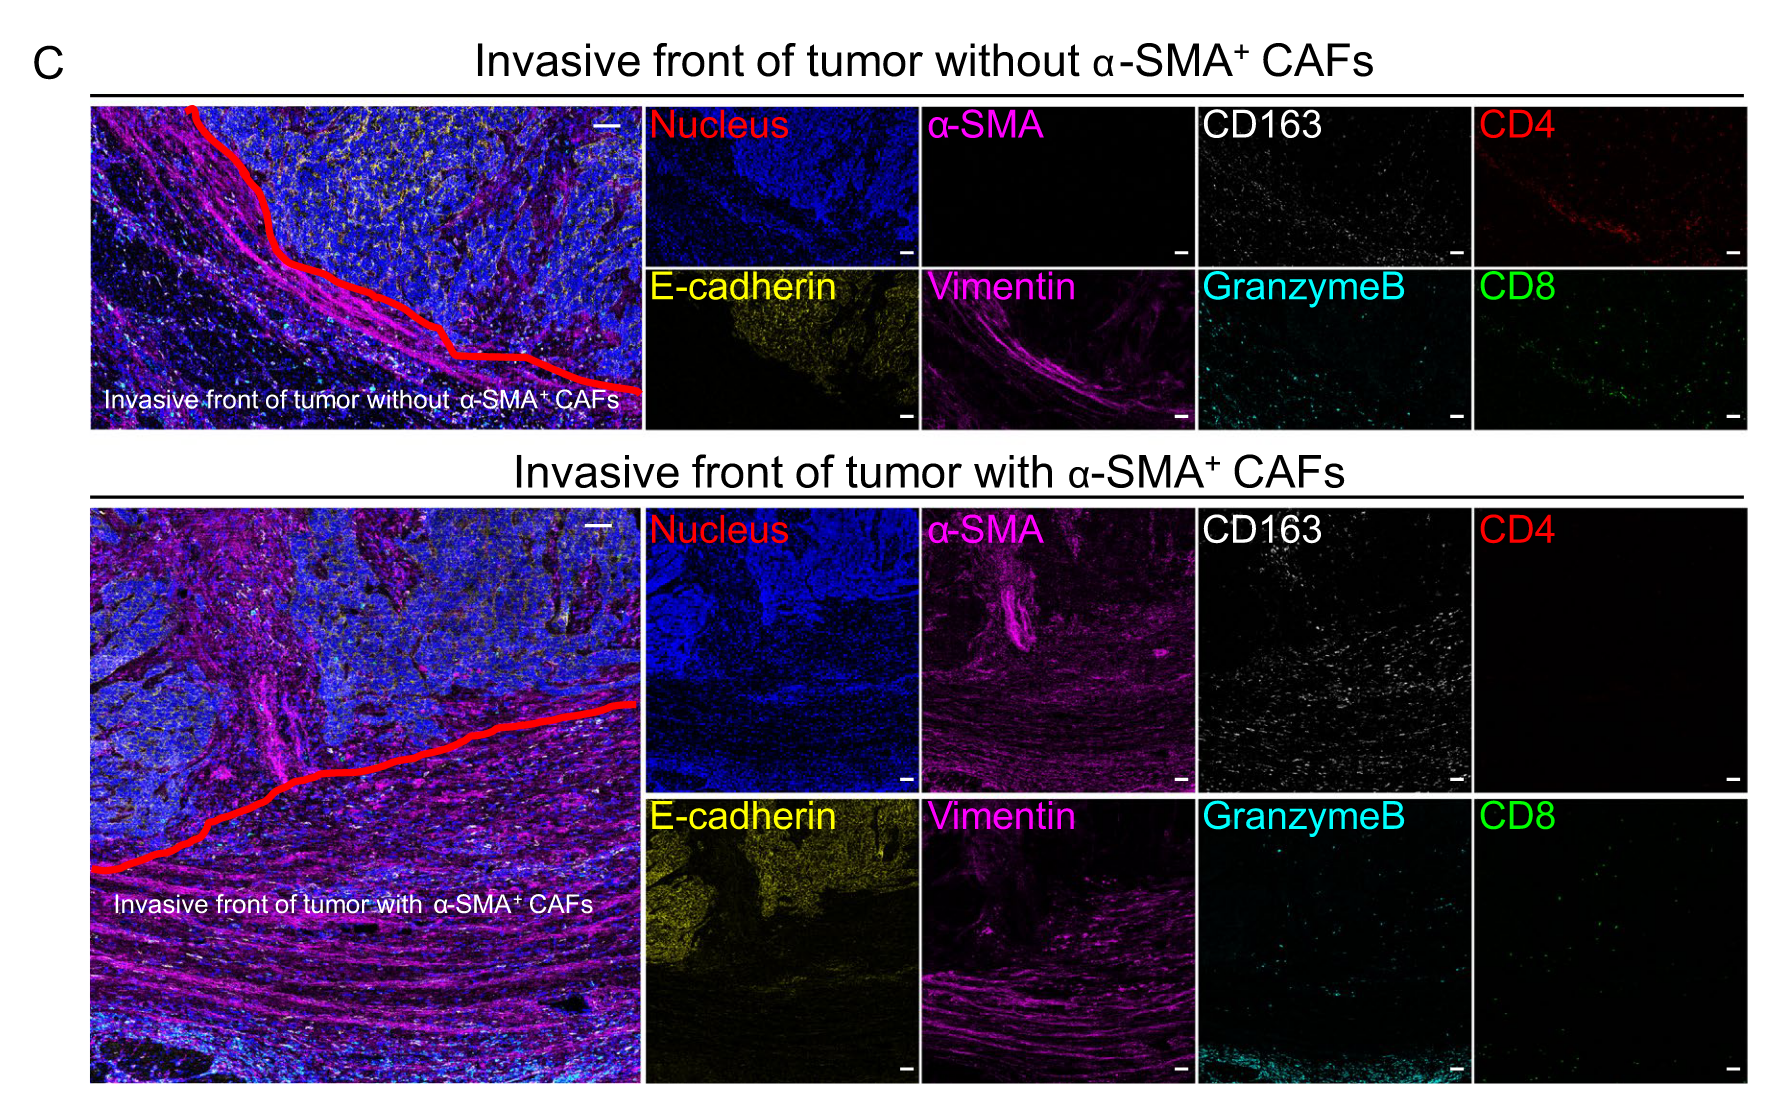 C
Invasive front of tumor without α-SMA⁺ CAFs
Nucleus
α-SMA
CD163
CD4
E-cadherin
Vimentin
GranzymeB
CD8
Invasive front of tumor without α-SMA⁺ CAFs
Invasive front of tumor with α-SMA⁺ CAFs
Nucleus
α-SMA
CD163
CD4
E-cadherin
Vimentin
GranzymeB
CD8
Invasive front of tumor with α-SMA⁺ CAFs